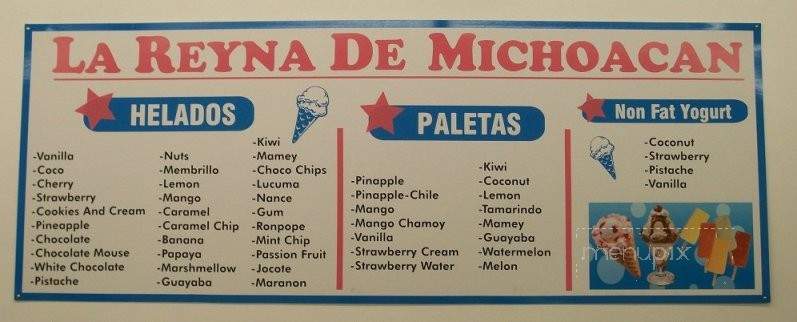 LA REYNA DE MICHOACAN
HELADOS
-Vanilla
-Coco
-Cherry
-Strawberry
-Cookies And Cream
-Pineapple
-Chocolate
-Chocolate Mouse
-White Chocolate
-Pistache
-Nuts
-Membrillo
-Lemon
-Mango
-Caramel
-Caramel Chip
-Banana
-Papaya
-Marshmellow
-Guayaba
-Kiwi
-Mamey
-Choco Chips
-Lucuma
-Nance
-Gum
-Ronpope
-Mint Chip
-Passion Fruit
-Jocote
-Maranon
PALETAS
-Pinapple
-Pinapple-Chile
-Mango
-Mango Chamoy
-Vanilla
-Strawberry Cream
-Strawberry Water
-Kiwi
-Coconut
-Lemon
-Tamarindo
-Mamey
-Guayaba
-Watermelon
-Melon
Non Fat Yogurt
-Coconut
-Strawberry
-Pistache
-Vanilla
menupix